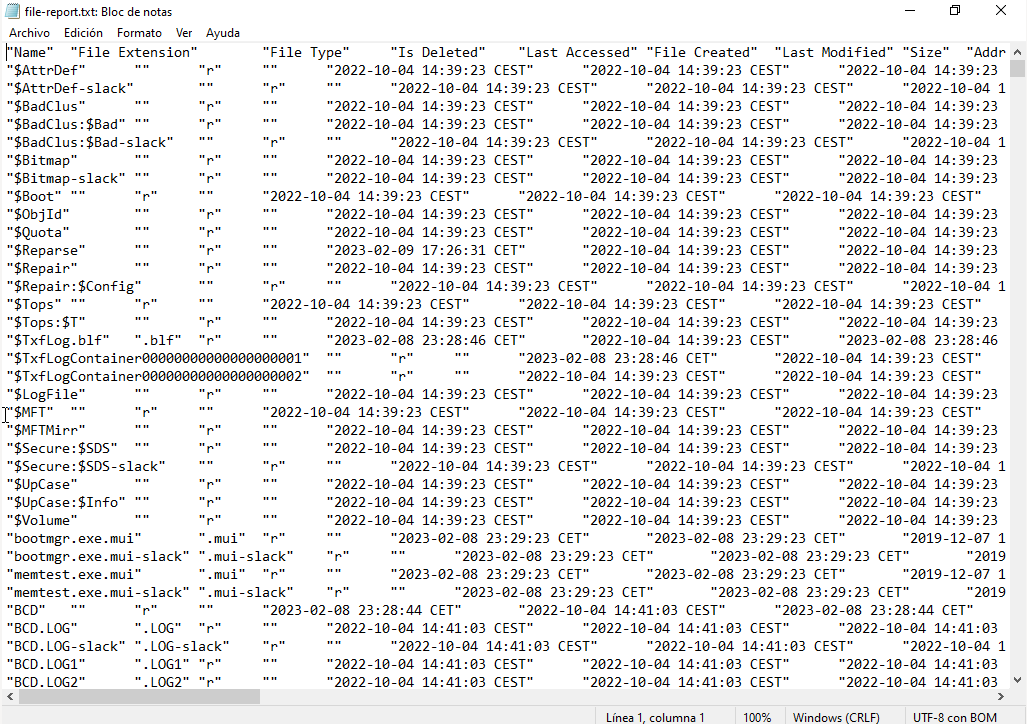 file-report.txt: Bloc de notas
Archivo Edición Formato Ver Ayuda
"Name" "File Extension" "File Type" "Is Deleted" "Last Accessed" "File Created" "Last Modified" "Size" "Addr
"$AttrDef" "" "r" "" "2022-10-04 14:39:23 CEST" "2022-10-04 14:39:23 CEST" "2022-10-04 14:39:23
"$AttrDef-slack" "" "r" "" "2022-10-04 14:39:23 CEST" "2022-10-04 14:39:23 CEST" "2022-10-04 1
"$BadClus" "" "r" "" "2022-10-04 14:39:23 CEST" "2022-10-04 14:39:23 CEST" "2022-10-04 14:39:23
"$BadClus:$Bad" "" "r" "" "2022-10-04 14:39:23 CEST" "2022-10-04 14:39:23 CEST" "2022-10-04 14:39:23
"$BadClus:$Bad-slack" "" "r" "" "2022-10-04 14:39:23 CEST" "2022-10-04 14:39:23 CEST" "2022-10-04 1
"$Bitmap" "" "r" "" "2022-10-04 14:39:23 CEST" "2022-10-04 14:39:23 CEST" "2022-10-04 14:39:23
"$Bitmap-slack" "" "r" "" "2022-10-04 14:39:23 CEST" "2022-10-04 14:39:23 CEST" "2022-10-04 14:39:23
"$Boot" "" "r" "" "2022-10-04 14:39:23 CEST" "2022-10-04 14:39:23 CEST" "2022-10-04 14:39:23 CEST"
"$ObjId" "" "r" "" "2022-10-04 14:39:23 CEST" "2022-10-04 14:39:23 CEST" "2022-10-04 14:39:23
"$Quota" "" "r" "" "2022-10-04 14:39:23 CEST" "2022-10-04 14:39:23 CEST" "2022-10-04 14:39:23
"$Reparse" "" "r" "" "2023-02-09 17:26:31 CET" "2022-10-04 14:39:23 CEST" "2022-10-04 14:39:23
"$Repair" "" "r" "" "2022-10-04 14:39:23 CEST" "2022-10-04 14:39:23 CEST" "2022-10-04 14:39:23
"$Repair:$Config" "" "r" "" "2022-10-04 14:39:23 CEST" "2022-10-04 14:39:23 CEST" "2022-10-04 1
"$Tops" "" "r" "" "2022-10-04 14:39:23 CEST" "2022-10-04 14:39:23 CEST" "2022-10-04 14:39:23 CEST"
"$Tops:$T" "" "r" "" "2022-10-04 14:39:23 CEST" "2022-10-04 14:39:23 CEST" "2022-10-04 14:39:23
"$TxfLog.blf" ".blf" "r" "" "2023-02-08 23:28:46 CET" "2022-10-04 14:39:23 CEST" "2023-02-08 23:28:46
"$TxfLogContainer00000000000000000001" "" "r" "" "2023-02-08 23:28:46 CET" "2022-10-04 14:39:23 CEST"
"$TxfLogContainer00000000000000000002" "" "r" "" "2022-10-04 14:39:23 CEST" "2022-10-04 14:39:23 CEST"
"$LogFile" "" "r" "" "2022-10-04 14:39:23 CEST" "2022-10-04 14:39:23 CEST" "2022-10-04 14:39:23
"$MFT" "" "r" "" "2022-10-04 14:39:23 CEST" "2022-10-04 14:39:23 CEST" "2022-10-04 14:39:23 CEST"
"$MFTMirr" "" "r" "" "2022-10-04 14:39:23 CEST" "2022-10-04 14:39:23 CEST" "2022-10-04 14:39:23
"$Secure:$SDS" "" "r" "" "2022-10-04 14:39:23 CEST" "2022-10-04 14:39:23 CEST" "2022-10-04 14:39:23
"$Secure:$SDS-slack" "" "r" "" "2022-10-04 14:39:23 CEST" "2022-10-04 14:39:23 CEST" "2022-10-04 1
"$UpCase" "" "r" "" "2022-10-04 14:39:23 CEST" "2022-10-04 14:39:23 CEST" "2022-10-04 14:39:23
"$UpCase:$Info" "" "r" "" "2022-10-04 14:39:23 CEST" "2022-10-04 14:39:23 CEST" "2022-10-04 14:39:23
"$Volume" "" "r" "" "2022-10-04 14:39:23 CEST" "2022-10-04 14:39:23 CEST" "2022-10-04 14:39:23
"bootmgr.exe.mui" ".mui" "r" "" "2023-02-08 23:29:23 CET" "2023-02-08 23:29:23 CET" "2019-12-07 1
"bootmgr.exe.mui-slack" ".mui-slack" "r" "" "2023-02-08 23:29:23 CET" "2023-02-08 23:29:23 CET" "2019
"memtest.exe.mui" ".mui" "r" "" "2023-02-08 23:29:23 CET" "2023-02-08 23:29:23 CET" "2019-12-07 1
"memtest.exe.mui-slack" ".mui-slack" "r" "" "2023-02-08 23:29:23 CET" "2023-02-08 23:29:23 CET" "2019
"BCD" "" "r" "" "2023-02-08 23:28:44 CET" "2022-10-04 14:41:03 CEST" "2023-02-08 23:28:44 CET"
"BCD.LOG" ".LOG" "r" "" "2022-10-04 14:41:03 CEST" "2022-10-04 14:41:03 CEST" "2022-10-04 14:41:03
"BCD.LOG-slack" ".LOG-slack" "r" "" "2022-10-04 14:41:03 CEST" "2022-10-04 14:41:03 CEST" "2022-10-04 1
"BCD.LOG1" ".LOG1" "r" "" "2022-10-04 14:41:03 CEST" "2022-10-04 14:41:03 CEST" "2022-10-04 14:41:03
"BCD.LOG2" ".LOG2" "r" "" "2022-10-04 14:41:03 CEST" "2022-10-04 14:41:03 CEST" "2022-10-04 14:41:03
Línea 1, columna 1 100% Windows (CRLF) UTF-8 con BOM